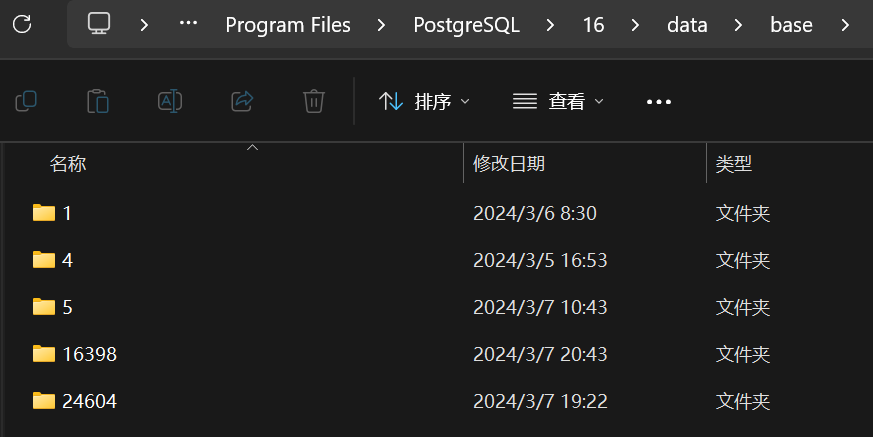 Program Files PostgreSQL 16 data base
排序 查看
名称 修改日期 类型
1 2024/3/6 8:30 文件夹
4 2024/3/5 16:53 文件夹
5 2024/3/7 10:43 文件夹
16398 2024/3/7 20:43 文件夹
24604 2024/3/7 19:22 文件夹